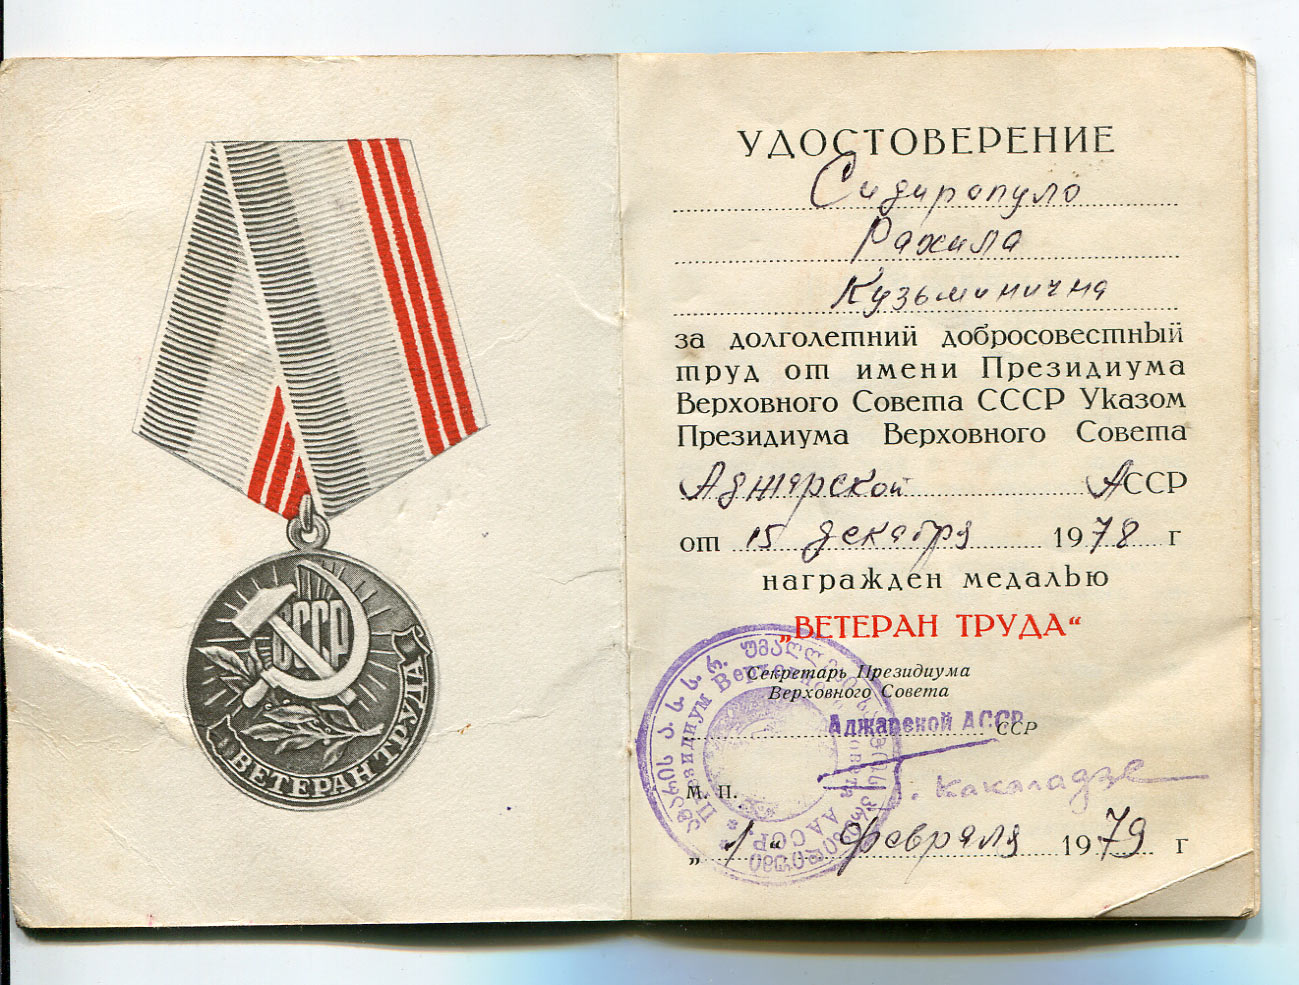 СССР
ВЕТЕРАН ТРУДА
УДОСТОВЕРЕНИЕ
Сидиропуло
Рахила
Кузьминична
за долголетний добросовестный
труд от имени Президиума
Верховного Совета СССР Указом
Президиума Верховного Совета
Аджарской АССР
от 15 декабря 1978 г
награжден медалью
„ВЕТЕРАН ТРУДА“
Секретарь Президиума
Верховного Совета
Аджарской АССР ССР
М. П.
Какаладзе
„1“ февраля 1979 г